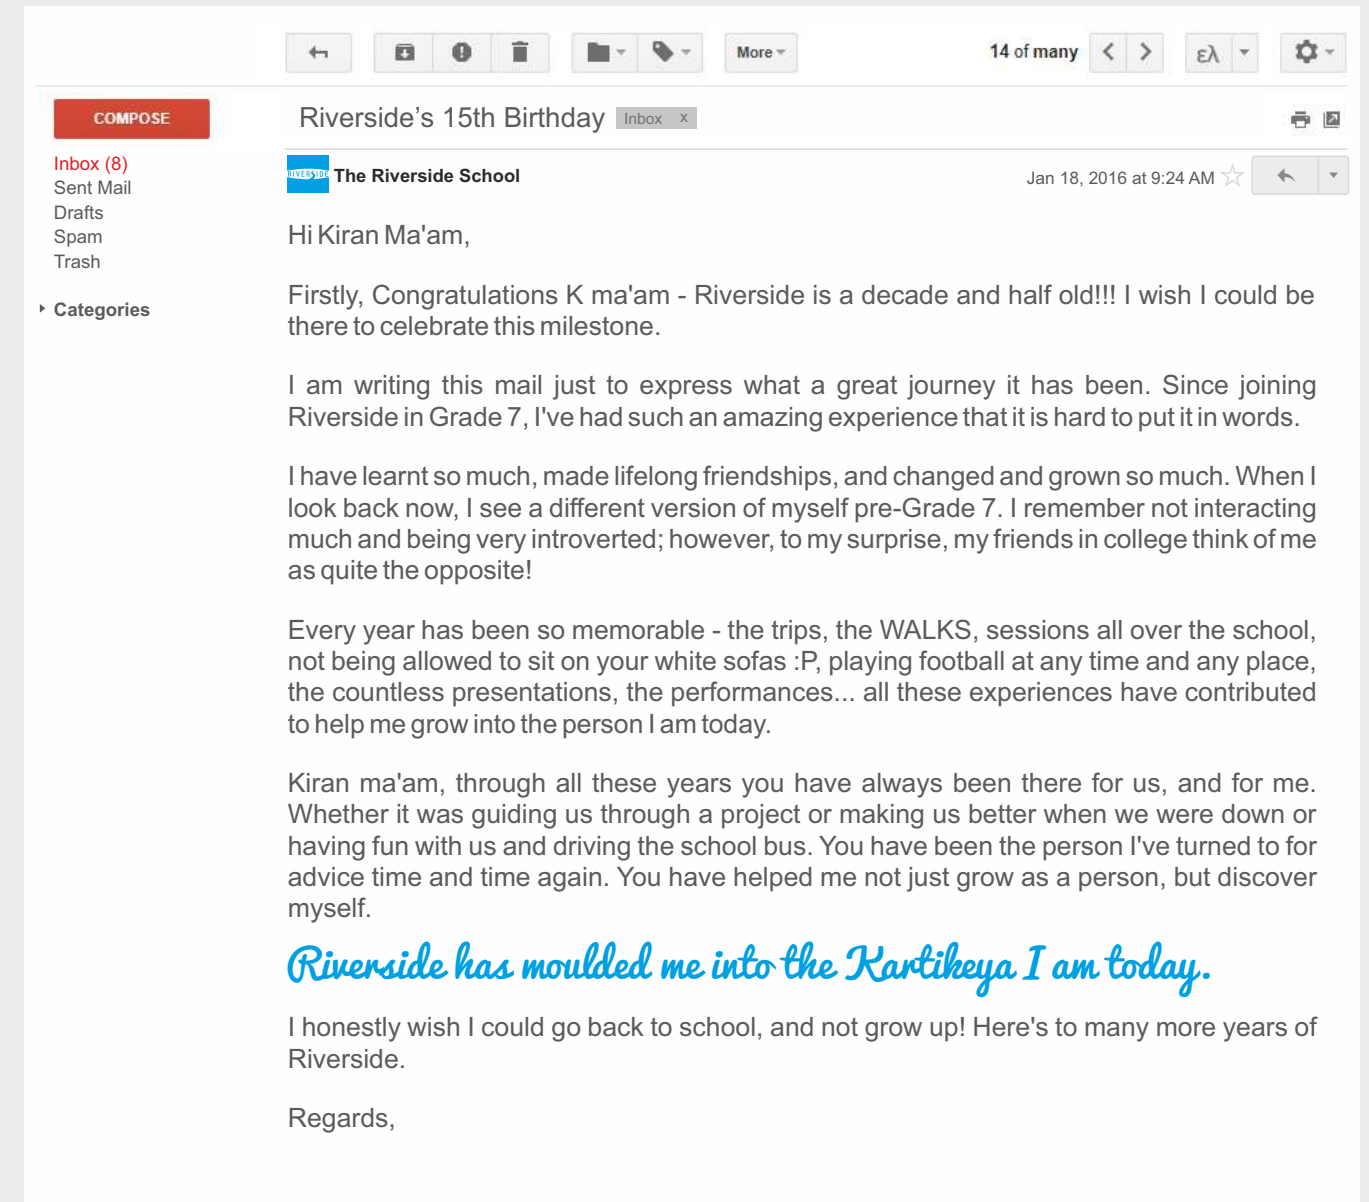 More
14 of many
ελ
COMPOSE
Riverside's 15th Birthday Inbox x
Inbox (8)
Sent Mail
Drafts
Spam
Trash
Categories
RIVERSIDE
The Riverside School
Jan 18, 2016 at 9:24 AM
Hi Kiran Ma'am,
Firstly, Congratulations K ma'am - Riverside is a decade and half old!!! I wish I could be
there to celebrate this milestone.
I am writing this mail just to express what a great journey it has been. Since joining
Riverside in Grade 7, I've had such an amazing experience that it is hard to put it in words.
I have learnt so much, made lifelong friendships, and changed and grown so much. When I
look back now, I see a different version of myself pre-Grade 7. I remember not interacting
much and being very introverted; however, to my surprise, my friends in college think of me
as quite the opposite!
Every year has been so memorable - the trips, the WALKS, sessions all over the school,
not being allowed to sit on your white sofas :P, playing football at any time and any place,
the countless presentations, the performances... all these experiences have contributed
to help me grow into the person I am today.
Kiran ma'am, through all these years you have always been there for us, and for me.
Whether it was guiding us through a project or making us better when we were down or
having fun with us and driving the school bus. You have been the person I've turned to for
advice time and time again. You have helped me not just grow as a person, but discover
myself.
Riverside has moulded me into the Kartikeya I am today.
I honestly wish I could go back to school, and not grow up! Here's to many more years of
Riverside.
Regards,